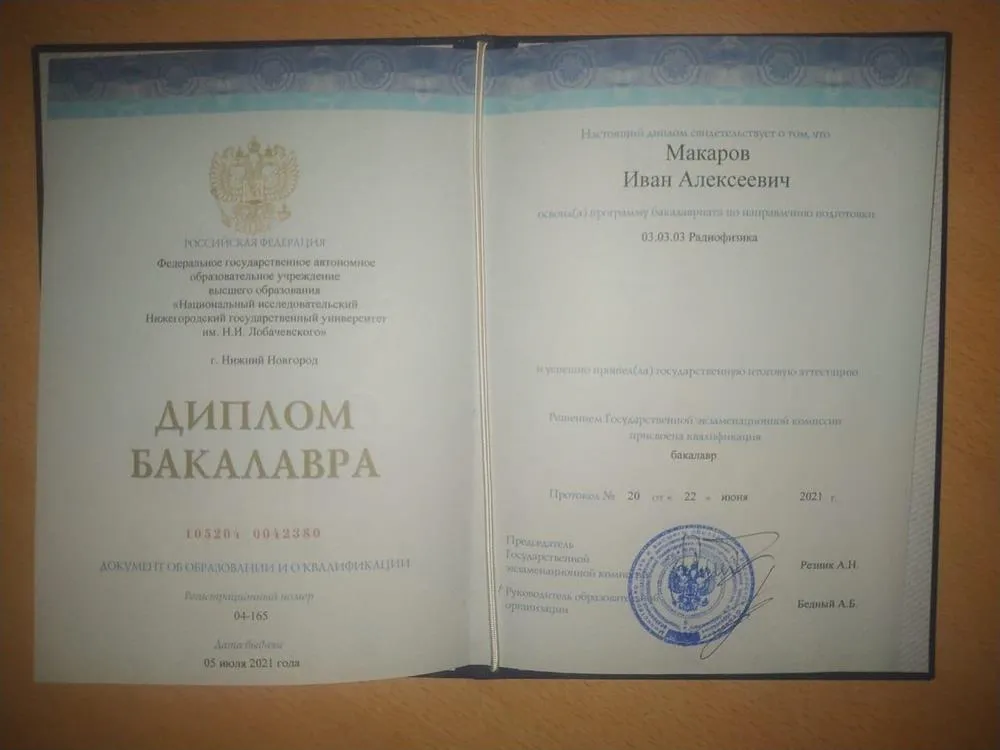 РОССИЙСКАЯ ФЕДЕРАЦИЯ
Федеральное государственное автономное
образовательное учреждение
высшего образования
«Национальный исследовательский
Нижегородский государственный университет
им. Н.И. Лобачевского»
г. Нижний Новгород
ДИПЛОМ
БАКАЛАВРА
105204 0042380
ДОКУМЕНТ ОБ ОБРАЗОВАНИИ И О КВАЛИФИКАЦИИ
Регистрационный номер
04-165
Дата выдачи
05 июля 2021 года
Настоящий диплом свидетельствует о том, что
Макаров
Иван Алексеевич
освоил(а) программу бакалавриата по направлению подготовки
03.03.03 Радиофизика
и успешно прошел(ла) государственную итоговую аттестацию
Решением Государственной экзаменационной комиссии
присвоена квалификация
бакалавр
Протокол № 20 от « 22 » июня 2021 г.
Председатель
Государственной
экзаменационной комиссии
Резник А.Н.
Руководитель образовательной
организации
Бедный А.Б.